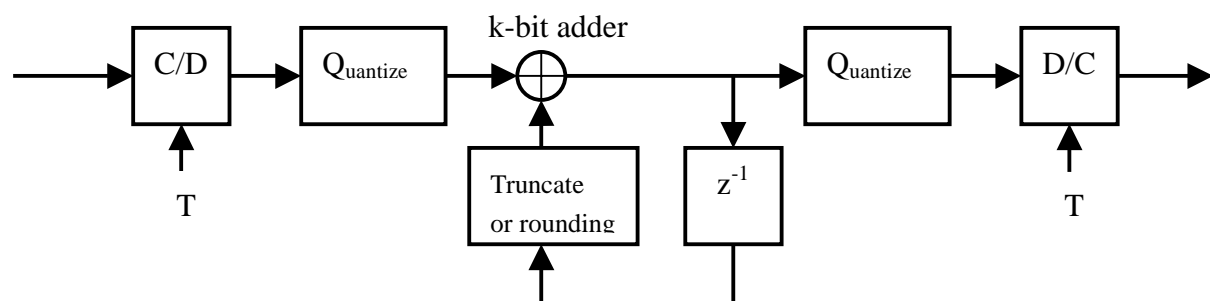 k-bit adder
C/D
Quantize
Quantize
D/C
Truncate
or rounding
z-1
T
T